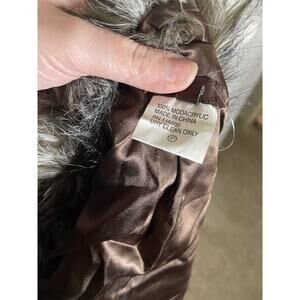 100% MODACRYLIC
MADE IN CHINA
DRY CLEAN ONLY
P